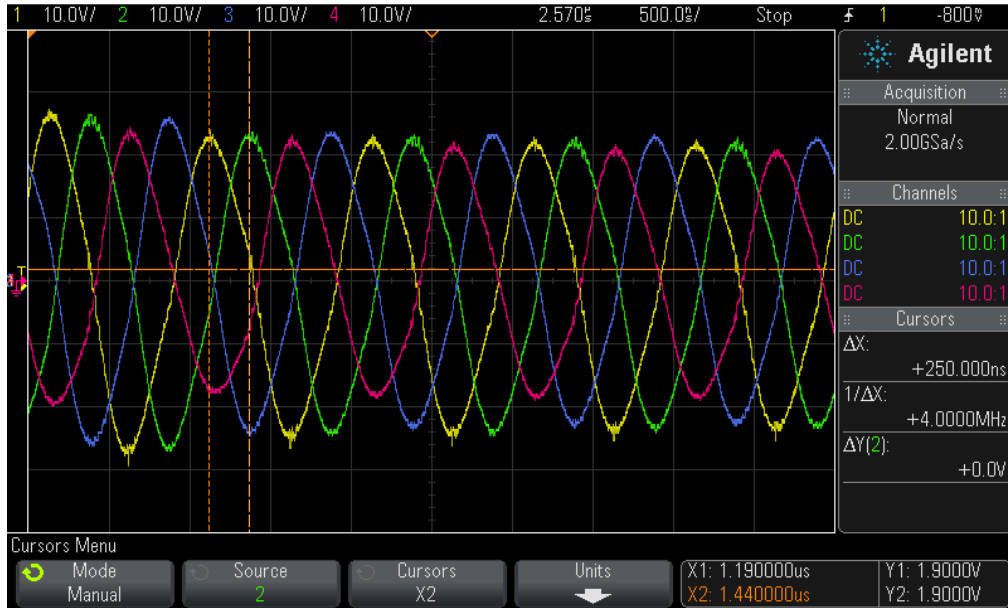 1 10.0V/ 2 10.0V/ 3 10.0V/ 4 10.0V/ 2.570s 500.0s/ Stop 1 -800V
Agilent
Acquisition
Normal
2.00GSa/s
Channels
DC 10.0:1
DC 10.0:1
DC 10.0:1
DC 10.0:1
Cursors
ΔX:
+250.000ns
1/ΔX:
+4.0000MHz
ΔY(2):
+0.0V
T
Cursors Menu
Mode
Manual
Source
2
Cursors
X2
Units
X1: 1.190000us
X2: 1.440000us
Y1: 1.9000V
Y2: 1.9000V